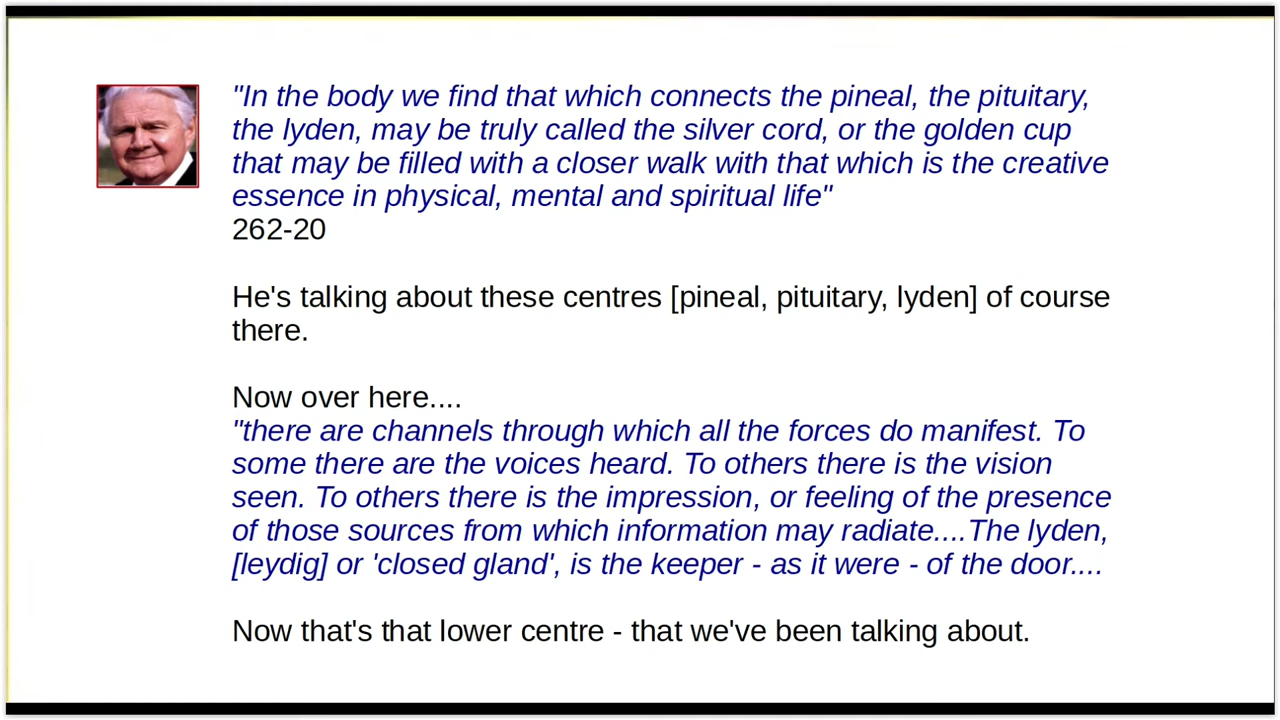 "In the body we find that which connects the pineal, the pituitary,
the lyden, may be truly called the silver cord, or the golden cup
that may be filled with a closer walk with that which is the creative
essence in physical, mental and spiritual life"
262-20
He's talking about these centres [pineal, pituitary, lyden] of course
there.
Now over here....
"there are channels through which all the forces do manifest. To
some there are the voices heard. To others there is the vision
seen. To others there is the impression, or feeling of the presence
of those sources from which information may radiate....The lyden,
[leydig] or 'closed gland', is the keeper - as it were - of the door....
Now that's that lower centre - that we've been talking about.